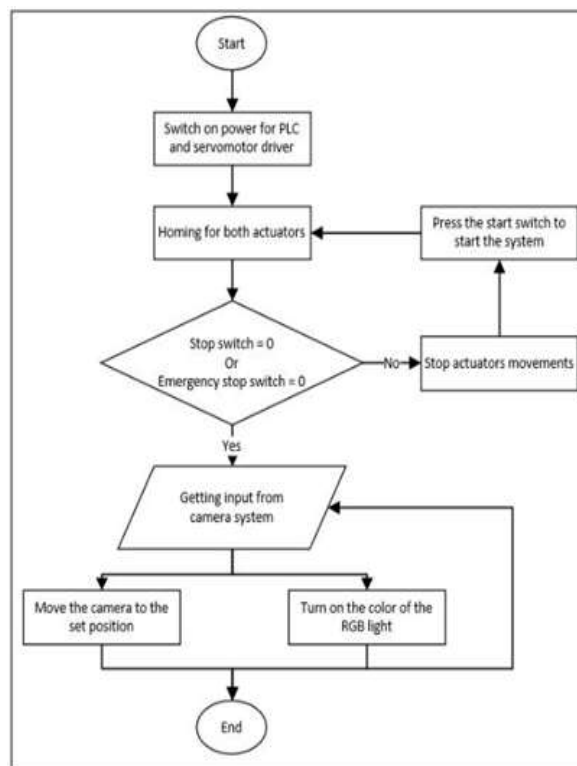 Start
Switch on power for PLC
and servomotor driver
Homing for both actuators
Press the start switch to
start the system
Stop switch = 0
Or
Emergency stop switch = 0
No
Stop actuators movements
Yes
Getting input from
camera system
Move the camera to the
set position
Turn on the color of the
RGB light
End